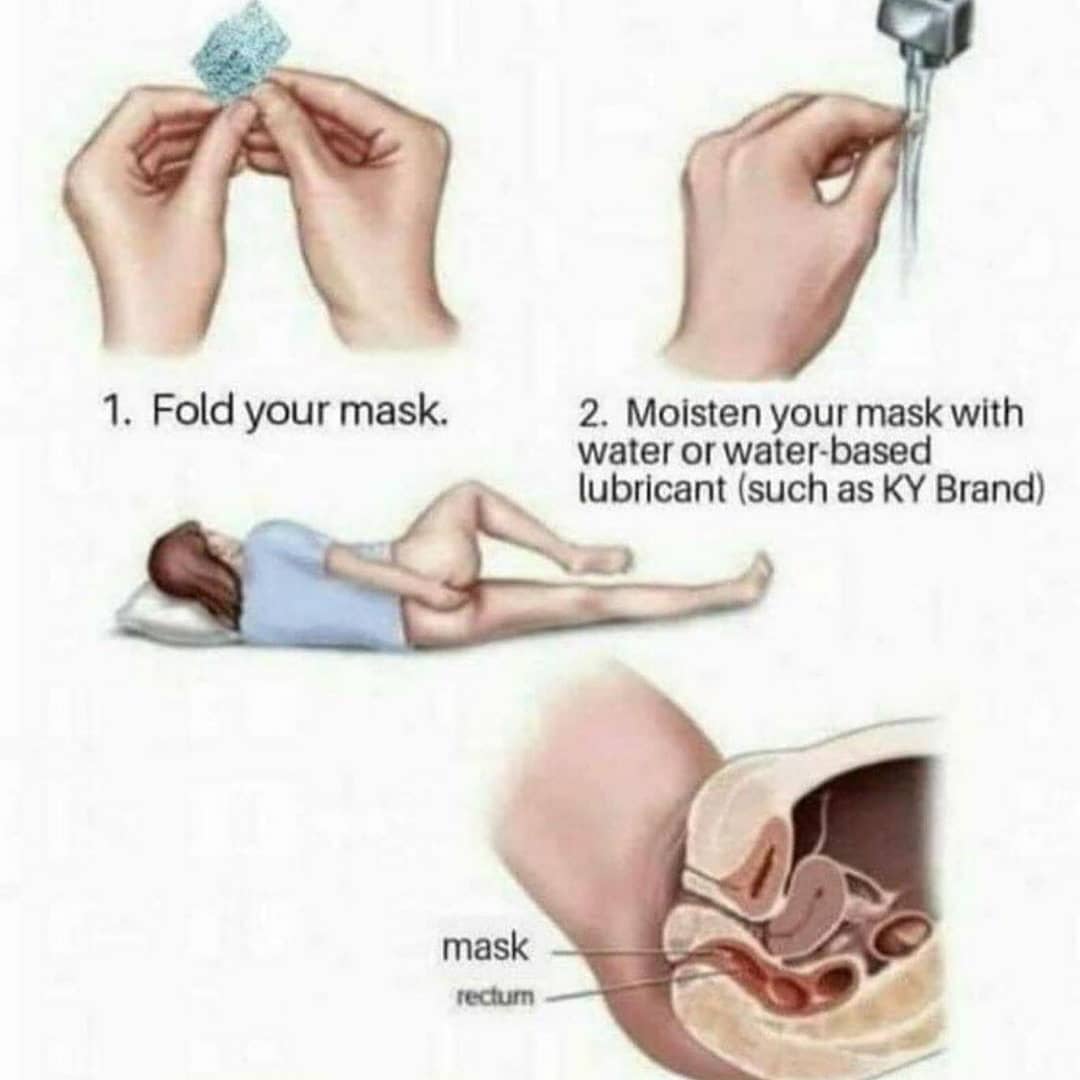 1. Fold your mask.
2. Moisten your mask with
water or water-based
lubricant (such as KY Brand)
mask
rectum